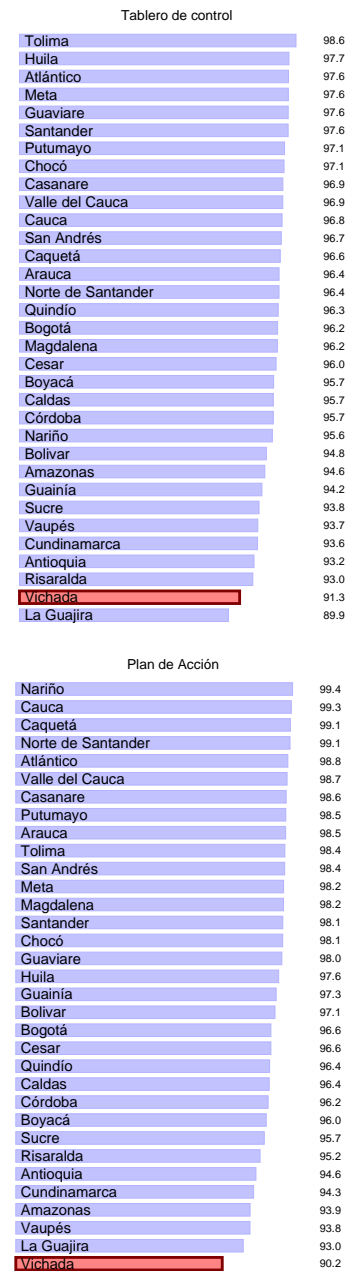 Tablero de control
Tolima 98.6
Huila 97.7
Atlántico 97.6
Meta 97.6
Guaviare 97.6
Santander 97.6
Putumayo 97.1
Chocó 97.1
Casanare 96.9
Valle del Cauca 96.9
Cauca 96.8
San Andrés 96.7
Caquetá 96.6
Arauca 96.4
Norte de Santander 96.4
Quindío 96.3
Bogotá 96.2
Magdalena 96.2
Cesar 96.0
Boyacá 95.7
Caldas 95.7
Córdoba 95.7
Nariño 95.6
Bolivar 94.8
Amazonas 94.6
Guainía 94.2
Sucre 93.8
Vaupés 93.7
Cundinamarca 93.6
Antioquia 93.2
Risaralda 93.0
Vichada 91.3
La Guajira 89.9
Plan de Acción
Nariño 99.4
Cauca 99.3
Caquetá 99.1
Norte de Santander 99.1
Atlántico 98.8
Valle del Cauca 98.7
Casanare 98.6
Putumayo 98.5
Arauca 98.5
Tolima 98.4
San Andrés 98.4
Meta 98.2
Magdalena 98.2
Santander 98.1
Chocó 98.1
Guaviare 98.0
Huila 97.6
Guainía 97.3
Bolivar 97.1
Bogotá 96.6
Cesar 96.6
Quindío 96.4
Caldas 96.4
Córdoba 96.2
Boyacá 96.0
Sucre 95.7
Risaralda 95.2
Antioquia 94.6
Cundinamarca 94.3
Amazonas 93.9
Vaupés 93.8
La Guajira 93.0
Vichada 90.2